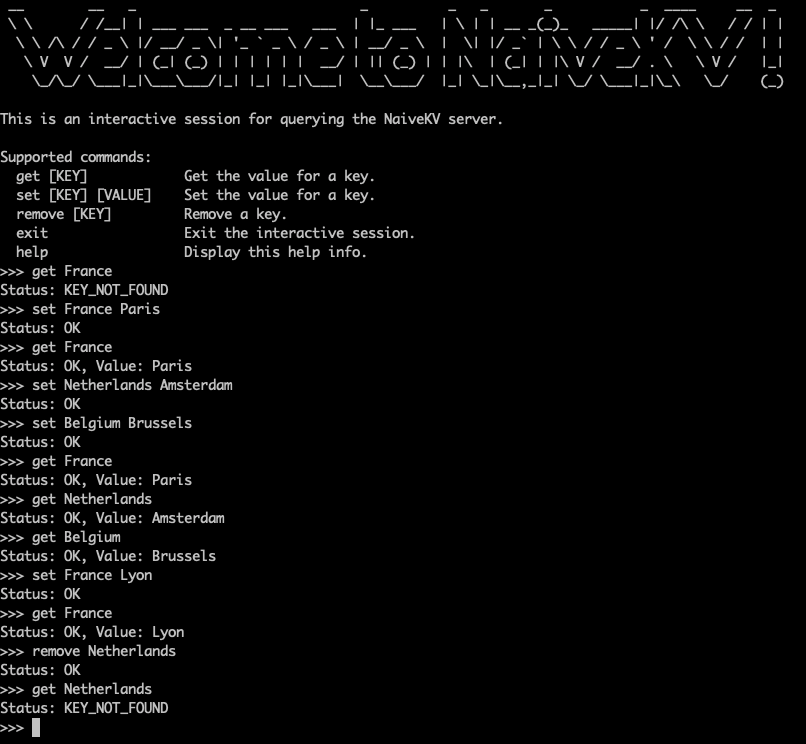 Welcome to NaiveKV!
This is an interactive session for querying the NaiveKV server.
Supported commands:
get [KEY] Get the value for a key.
set [KEY] [VALUE] Set the value for a key.
remove [KEY] Remove a key.
exit Exit the interactive session.
help Display this help info.
>>> get France
Status: KEY_NOT_FOUND
>>> set France Paris
Status: OK
>>> get France
Status: OK, Value: Paris
>>> set Netherlands Amsterdam
Status: OK
>>> set Belgium Brussels
Status: OK
>>> get France
Status: OK, Value: Paris
>>> get Netherlands
Status: OK, Value: Amsterdam
>>> get Belgium
Status: OK, Value: Brussels
>>> set France Lyon
Status: OK
>>> get France
Status: OK, Value: Lyon
>>> remove Netherlands
Status: OK
>>> get Netherlands
Status: KEY_NOT_FOUND
>>>